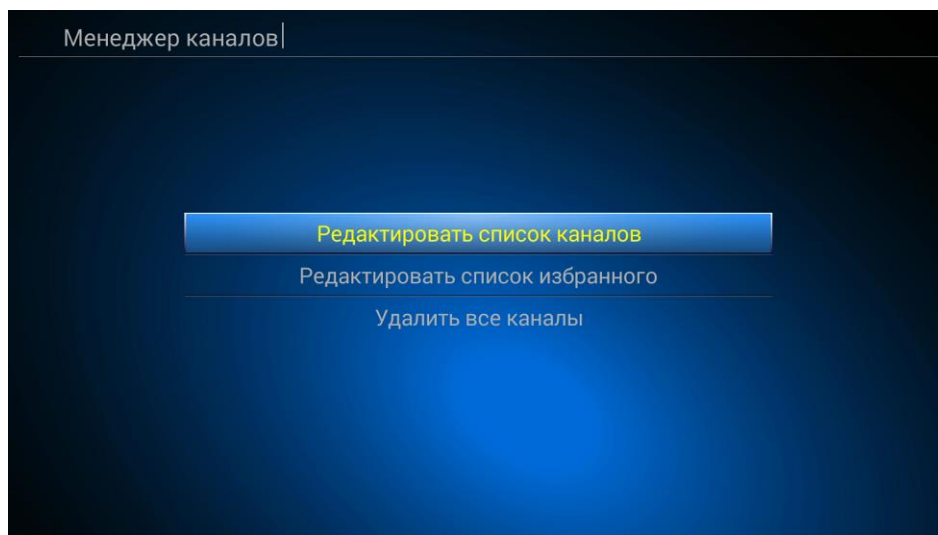 Менеджер каналов
Редактировать список каналов
Редактировать список избранного
Удалить все каналы